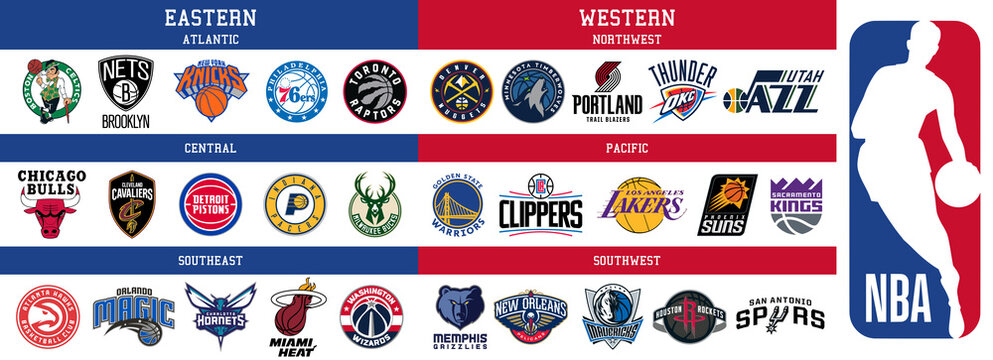 EASTERN
WESTERN
ATLANTIC
NORTHWEST
BOSTON CELTICS
NETS
B
BROOKLYN
NEW YORK
KNICKS
PHILADELPHIA
76ers
TORONTO
RAPTORS
DENVER
NUGGETS
MINNESOTA TIMBERWOLVES
PORTLAND
TRAIL BLAZERS
THUNDER
OKC
UTAH
JAZZ
CENTRAL
PACIFIC
CHICAGO
BULLS
CLEVELAND
CAVALIERS
C
DETROIT
PISTONS
INDIANA
P
PACERS
MILWAUKEE BUCKS
GOLDEN STATE
WARRIORS
LAC
CLIPPERS
LOS ANGELES
LAKERS
PHOENIX
SUNS
SACRAMENTO
KINGS
SOUTHEAST
SOUTHWEST
ATLANTA HAWKS
BASKETBALL CLUB
ORLANDO
MAGIC
CHARLOTTE
HORNETS
MIAMI
HEAT
WASHINGTON
WIZARDS
MEMPHIS
GRIZZLIES
NEW ORLEANS
PELICANS
DALLAS
MAVERICKS
HOUSTON
R
ROCKETS
SAN ANTONIO
SPURS
NBA